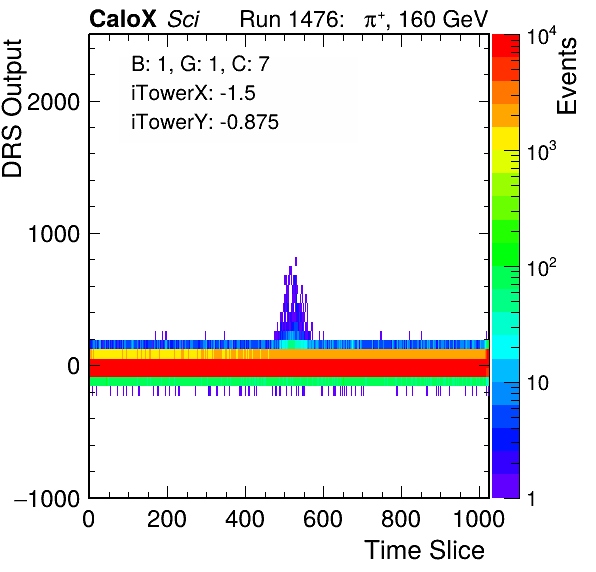 CaloX Sci Run 1476: π⁺, 160 GeV
B: 1, G: 1, C: 7
iTowerX: -1.5
iTowerY: -0.875
DRS Output
2000
1000
0
−1000
0 200 400 600 800 1000
Time Slice
Events
10⁴
10³
10²
10
1